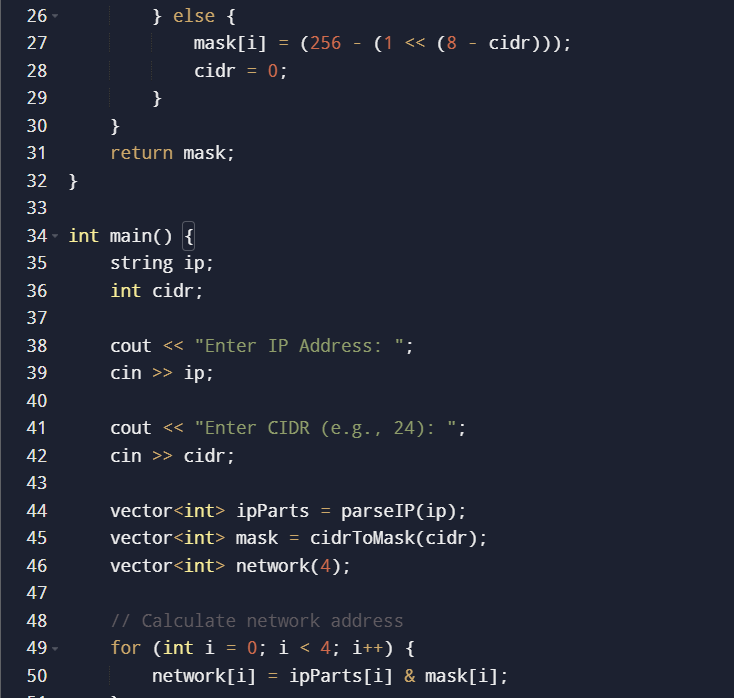 26 } else {
27 mask[i] = (256 - (1 << (8 - cidr)));
28 cidr = 0;
29 }
30 }
31 return mask;
32 }
33
34 int main() {
35 string ip;
36 int cidr;
37
38 cout << "Enter IP Address: ";
39 cin >> ip;
40
41 cout << "Enter CIDR (e.g., 24): ";
42 cin >> cidr;
43
44 vector<int> ipParts = parseIP(ip);
45 vector<int> mask = cidrToMask(cidr);
46 vector<int> network(4);
47
48 // Calculate network address
49 for (int i = 0; i < 4; i++) {
50 network[i] = ipParts[i] & mask[i];